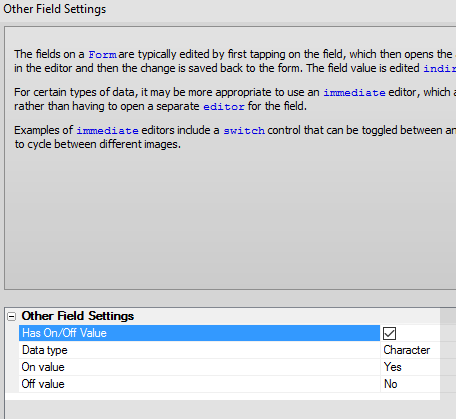 Other Field Settings
The fields on a Form are typically edited by first tapping on the field, which then opens the
in the editor and then the change is saved back to the form. The field value is edited
For certain types of data, it may be more appropriate to use an immediate editor, which
rather than having to open a separate editor for the field.
Examples of immediate editors include a switch control that can be toggled between
to cycle between different images.
Other Field Settings
Has On/Off Value
Data type Character
On value Yes
Off value No